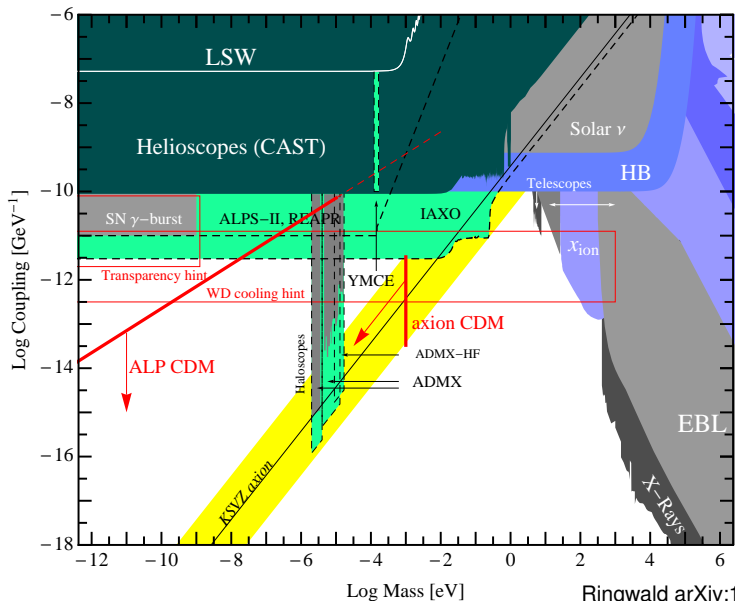 -6
-8
-10
-12
-14
-16
-18
Log Coupling [GeV⁻¹]
LSW
Helioscopes (CAST)
Solar ν
HB
Telescopes
SN γ−burst
ALPS−II, REAPR
IAXO
χion
Transparency hint
WD cooling hint
YMCE
axion CDM
ALP CDM
Haloscopes
ADMX−HF
ADMX
EBL
X−Rays
KSVZ axion
-12 -10 -8 -6 -4 -2 0 2 4 6
Log Mass [eV]
Ringwald arXiv:1